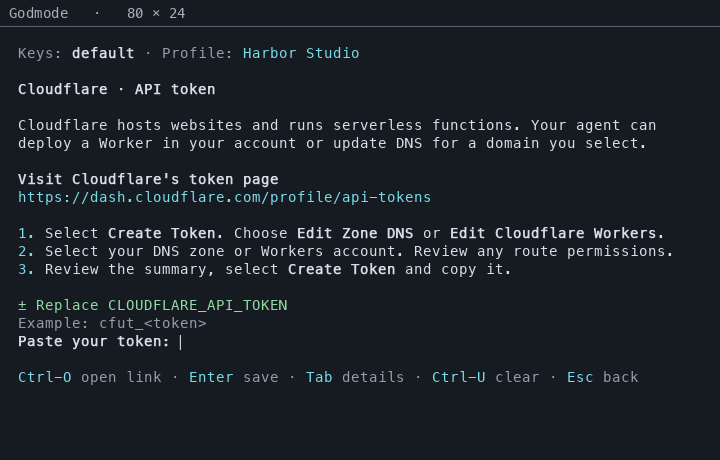 Godmode · 80 × 24
Keys: default · Profile: Harbor Studio
Cloudflare · API token
Cloudflare hosts websites and runs serverless functions. Your agent can
deploy a Worker in your account or update DNS for a domain you select.
Visit Cloudflare's token page
https://dash.cloudflare.com/profile/api-tokens
1. Select Create Token. Choose Edit Zone DNS or Edit Cloudflare Workers.
2. Select your DNS zone or Workers account. Review any route permissions.
3. Review the summary, select Create Token and copy it.
± Replace CLOUDFLARE_API_TOKEN
Example: cfut_<token>
Paste your token:
Ctrl-O open link · Enter save · Tab details · Ctrl-U clear · Esc back